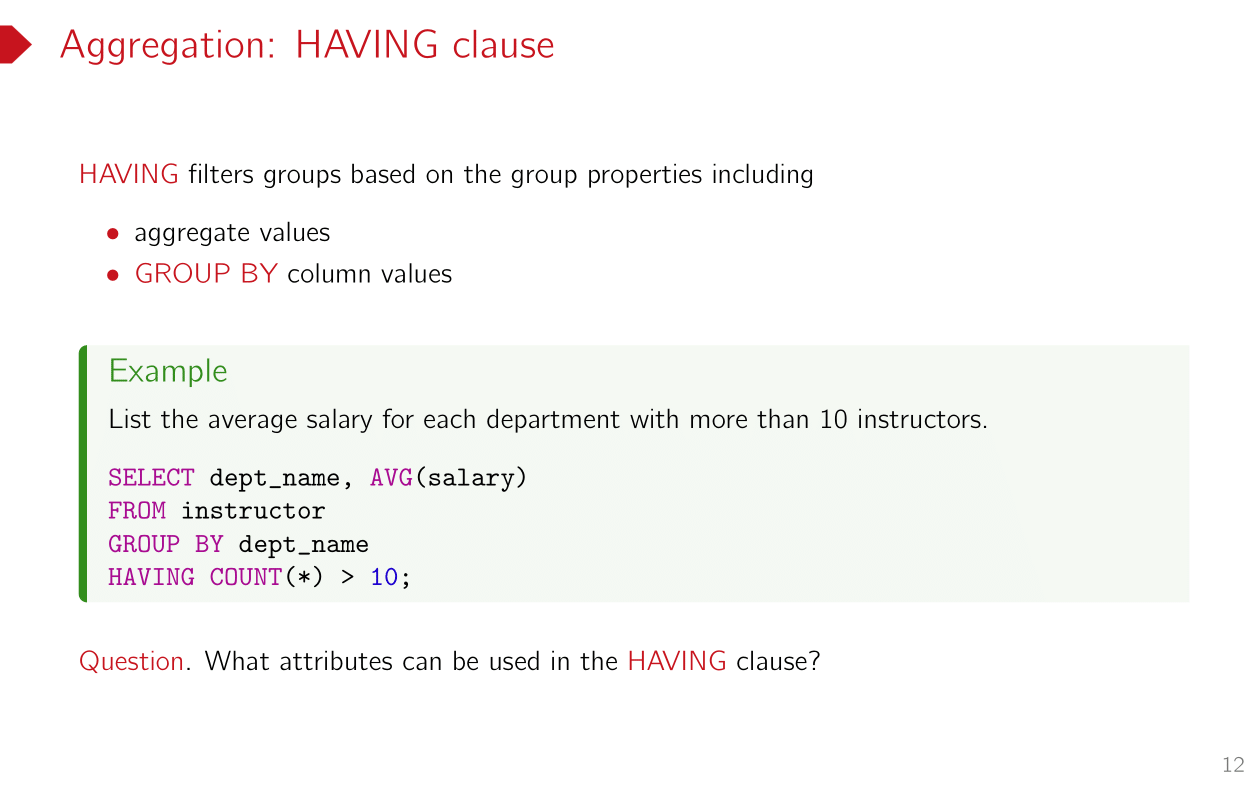 Aggregation: HAVING clause
HAVING filters groups based on the group properties including
• aggregate values
• GROUP BY column values
Example
List the average salary for each department with more than 10 instructors.
SELECT dept_name, AVG(salary)
FROM instructor
GROUP BY dept_name
HAVING COUNT(*) > 10;
Question. What attributes can be used in the HAVING clause?
12